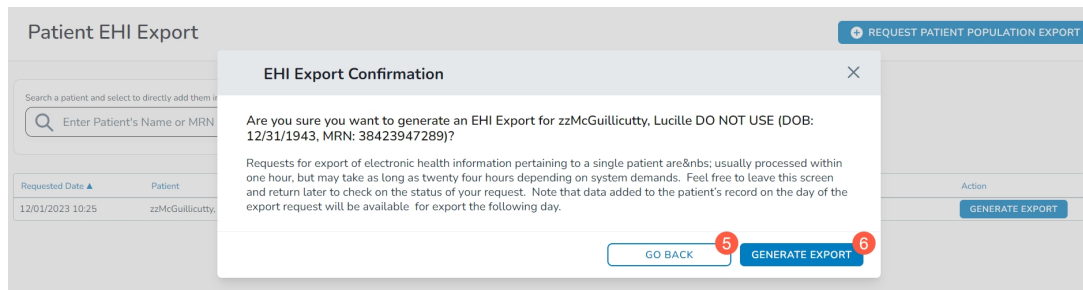 Patient EHI Export
REQUEST PATIENT POPULATION EXPORT
EHI Export Confirmation
Search a patient and select to directly add them in
Enter Patient's Name or MRN
Are you sure you want to generate an EHI Export for zzMcGuillicutty, Lucille DO NOT USE (DOB:
12/31/1943, MRN: 38423947289)?
Requests for export of electronic health information pertaining to a single patient are&nbs; usually processed within
one hour, but may take as long as twenty four hours depending on system demands. Feel free to leave this screen
and return later to check on the status of your request. Note that data added to the patient's record on the day of the
export request will be available for export the following day.
Requested Date ▲ Patient Action
12/01/2023 10:25 zzMcGuillicutty, GENERATE EXPORT
GO BACK 5 GENERATE EXPORT 6